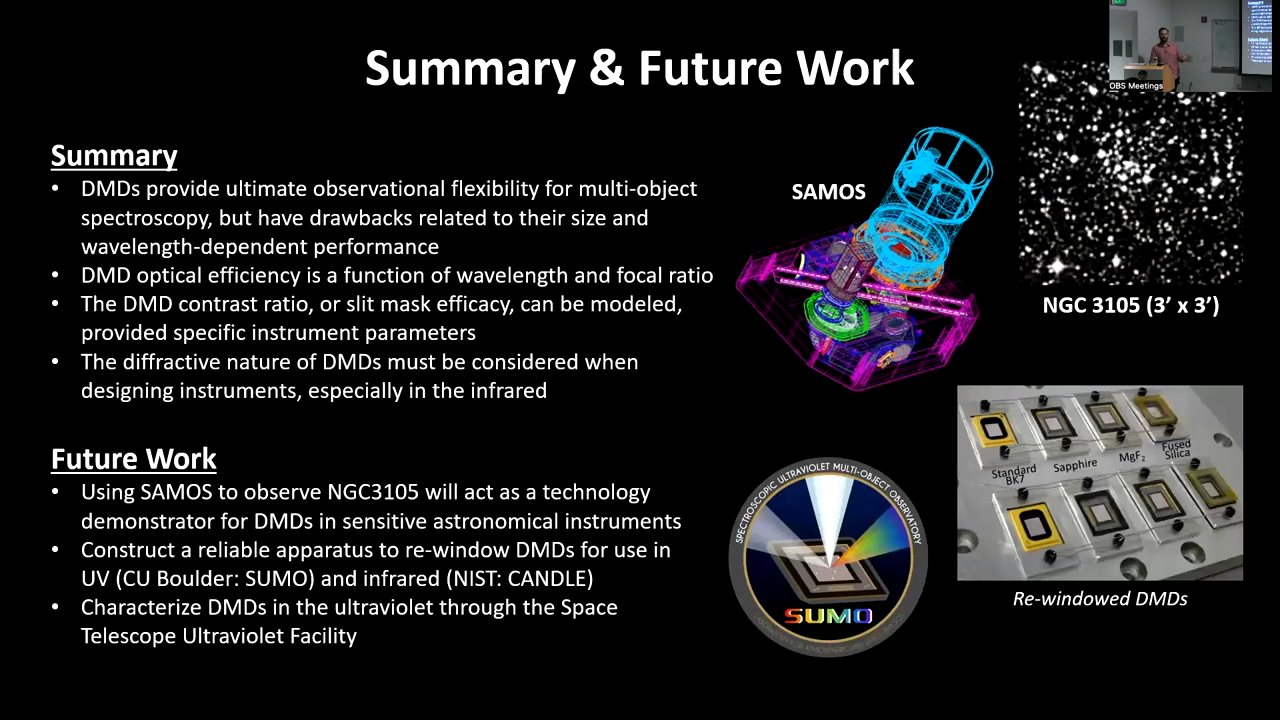 OBS Meetings
Summary & Future Work
Summary
• DMDs provide ultimate observational flexibility for multi-object
spectroscopy, but have drawbacks related to their size and
wavelength-dependent performance
• DMD optical efficiency is a function of wavelength and focal ratio
• The DMD contrast ratio, or slit mask efficacy, can be modeled,
provided specific instrument parameters
• The diffractive nature of DMDs must be considered when
designing instruments, especially in the infrared
Future Work
• Using SAMOS to observe NGC3105 will act as a technology
demonstrator for DMDs in sensitive astronomical instruments
• Construct a reliable apparatus to re-window DMDs for use in
UV (CU Boulder: SUMO) and infrared (NIST: CANDLE)
• Characterize DMDs in the ultraviolet through the Space
Telescope Ultraviolet Facility
SAMOS
NGC 3105 (3’ x 3’)
Standard
BK7
Sapphire
MgF₂
Fused
Silica
Re-windowed DMDs
SPECTROSCOPIC ULTRAVIOLET MULTI-OBJECT OBSERVATORY
SUMO